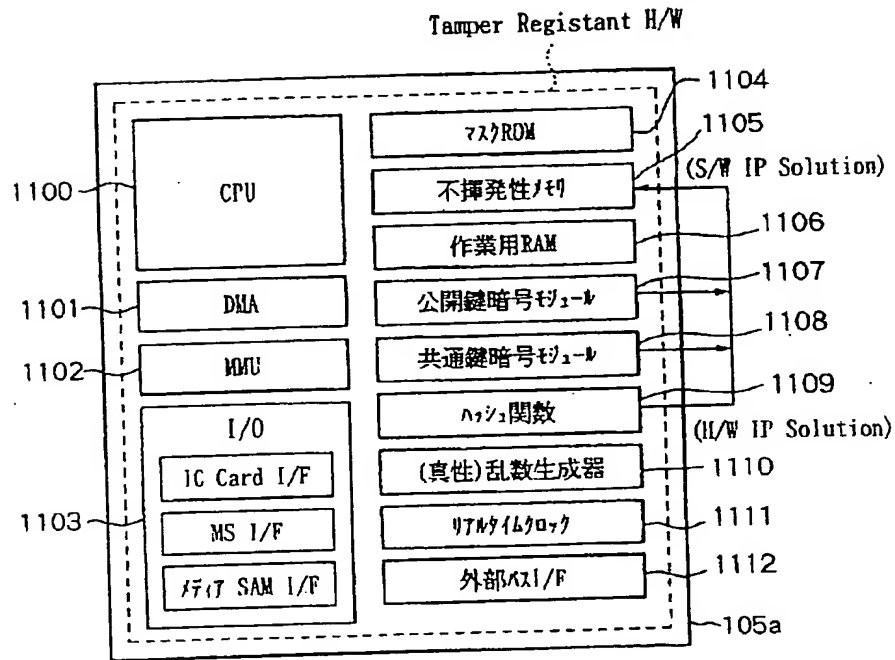 Tamper Registant H/W
1104
マスクROM
1105
1100
CPU
(S/W IP Solution)
不揮発性メモリ
1106
作業用RAM
1107
1101
DMA
公開鍵暗号モジュール
1108
1102
MMU
共通鍵暗号モジュール
1109
I/O
ハッシュ関数
(H/W IP Solution)
IC Card I/F
(真性)乱数生成器
1110
1103
MS I/F
リアルタイムクロック
1111
メディア SAM I/F
外部バスI/F
1112
105a